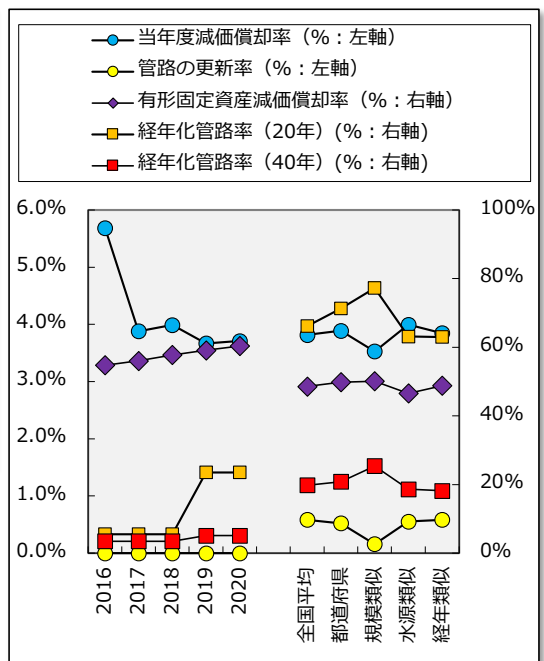 当年度減価償却率（%：左軸）
管路の更新率（%：左軸）
有形固定資産減価償却率（%：右軸）
経年化管路率（20年）(%：右軸)
経年化管路率（40年）(%：右軸)
6.0%
5.0%
4.0%
3.0%
2.0%
1.0%
0.0%
100%
80%
60%
40%
20%
0%
2016
2017
2018
2019
2020
全国平均
都道府県
規模類似
水源類似
経年類似